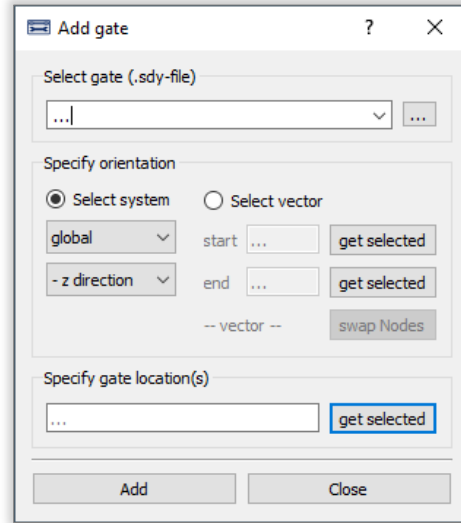 Add gate ?
Select gate (.sdy-file)
... ...
Specify orientation
Select system Select vector
global start ... get selected
- z direction end ... get selected
-- vector -- swap Nodes
Specify gate location(s)
... get selected
Add Close